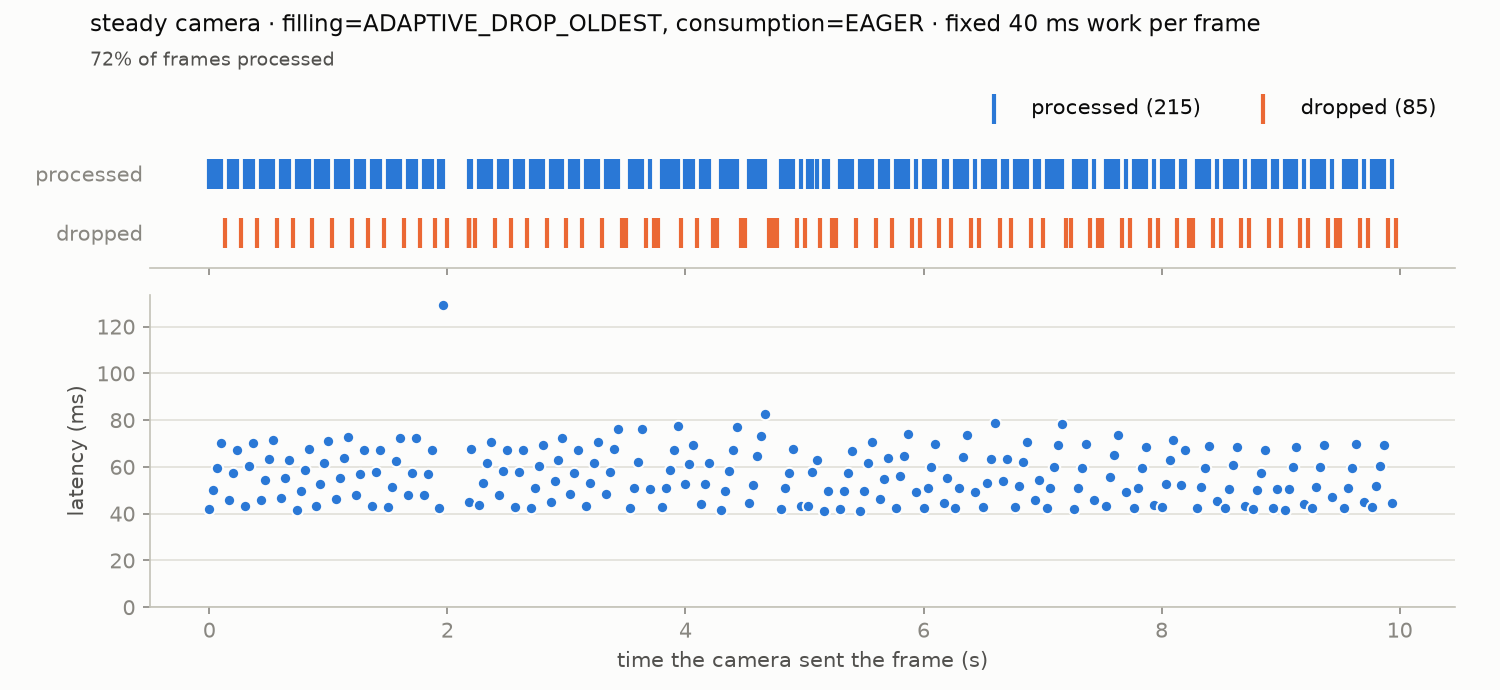 steady camera · filling=ADAPTIVE_DROP_OLDEST, consumption=EAGER · fixed 40 ms work per frame
72% of frames processed
processed (215)
dropped (85)
processed
dropped
120
100
80
60
40
20
0
latency (ms)
0
2
4
6
8
10
time the camera sent the frame (s)